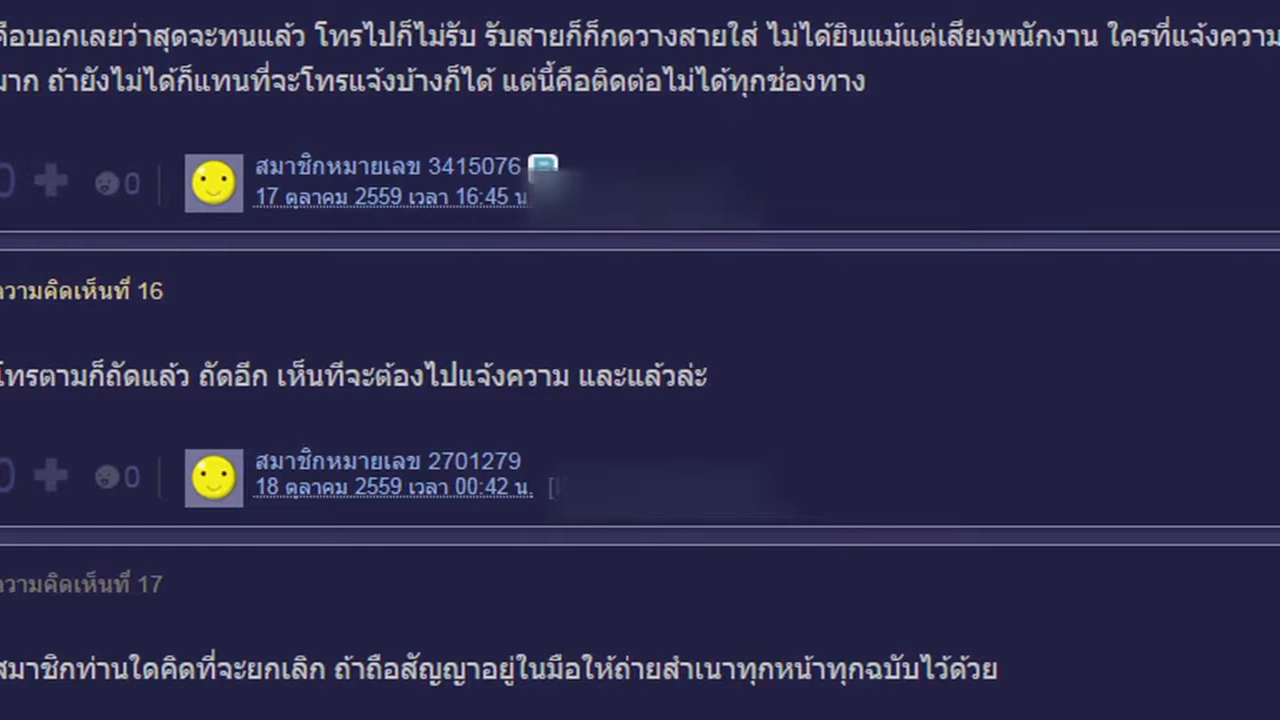 คือบอกเลยว่าสุดจะทนแล้ว โทรไปก็ไม่รับ รับสายก็ก็กดวางสายใส่ ไม่ได้ยินแม้แต่เสียงพนักงาน ใครที่แจ้งความ
มาก ถ้ายังไม่ได้ก็แทนที่จะโทรแจ้งบ้างก็ได้ แต่นี้คือติดต่อไม่ได้ทุกช่องทาง
0 0 สมาชิกหมายเลข 3415076
17 ตุลาคม 2559 เวลา 16:45 น
ความคิดเห็นที่ 16
โทรตามก็ถัดแล้ว ถัดอีก เห็นทีจะต้องไปแจ้งความ และแล้วล่ะ
0 0 สมาชิกหมายเลข 2701279
18 ตุลาคม 2559 เวลา 00:42 น.
ความคิดเห็นที่ 17
สมาชิกท่านใดคิดที่จะยกเลิก ถ้าถือสัญญาอยู่ในมือให้ถ่ายสำเนาทุกหน้าทุกฉบับไว้ด้วย